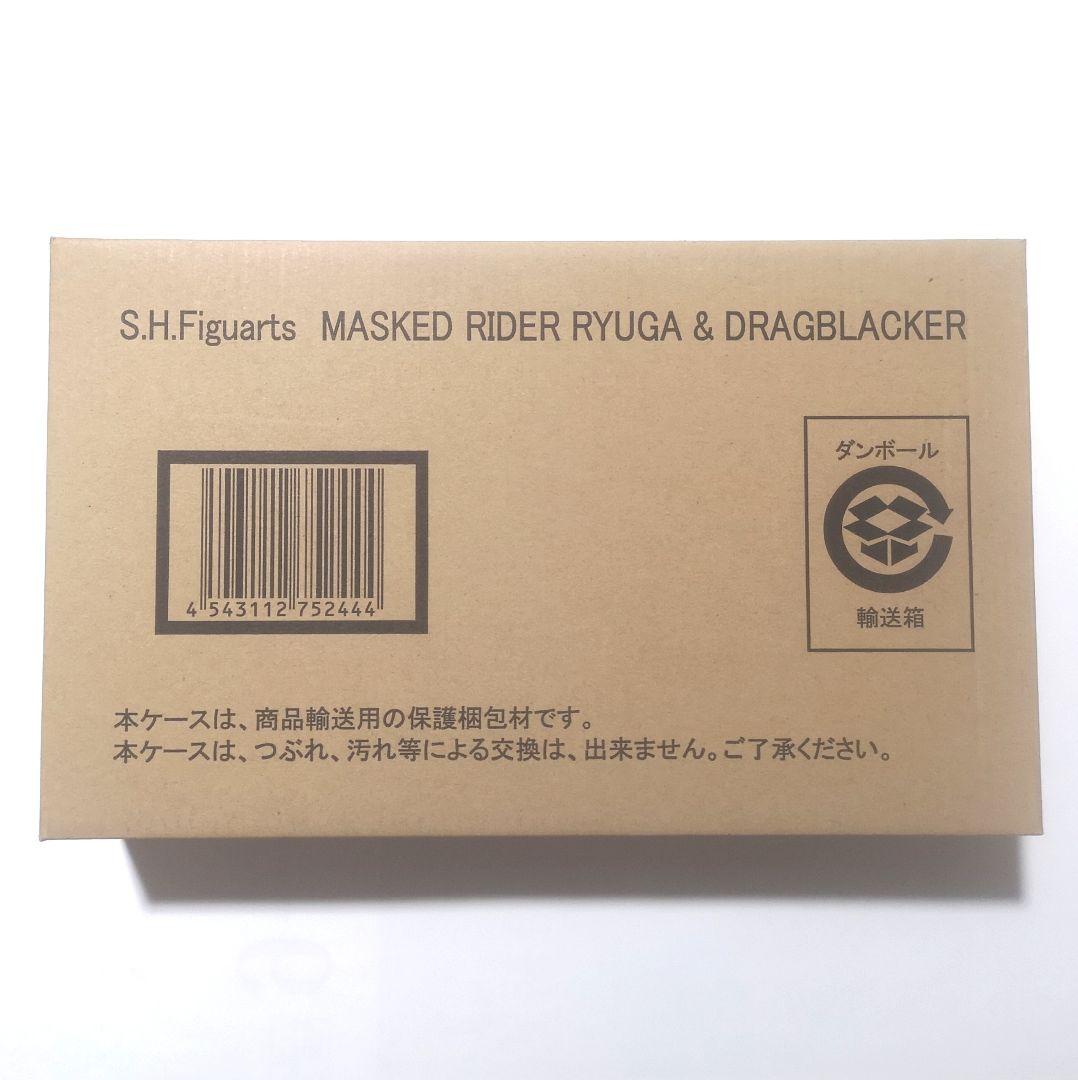 S.H.Figuarts MASKED RIDER RYUGA & DRAGBLACKER
ダンボール
輸送箱
4 543112 752444
本ケースは、商品輸送用の保護梱包材です。
本ケースは、つぶれ、汚れ等による交換は、出来ません。ご了承ください。